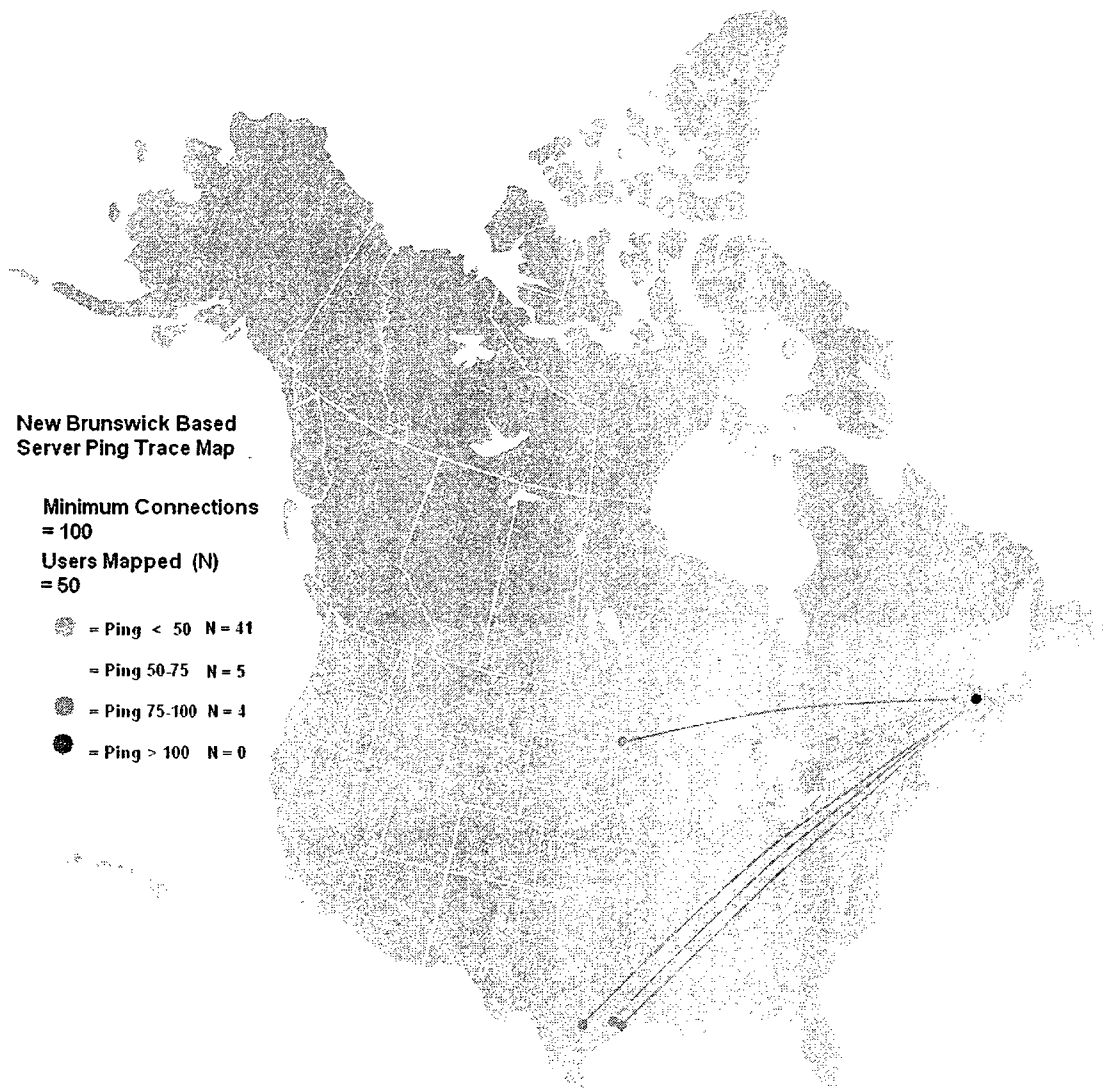 New Brunswick Based
Server Ping Trace Map
Minimum Connections
= 100
Users Mapped (N)
= 50
= Ping < 50 N = 41
= Ping 50-75 N = 5
= Ping 75-100 N = 4
= Ping > 100 N = 0